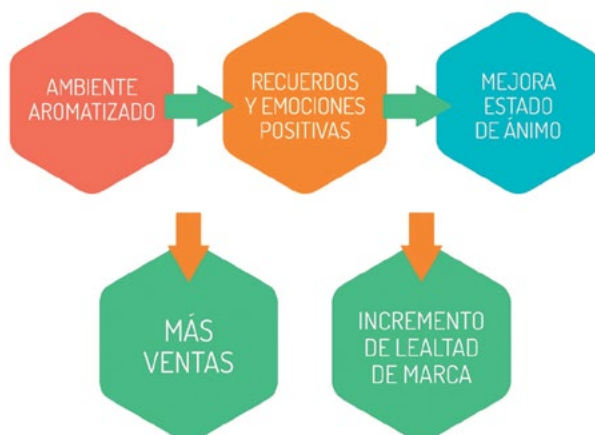 AMBIENTE
AROMATIZADO
RECUERDOS
Y EMOCIONES
POSITIVAS
MEJORA
ESTADO
DE ÁNIMO
MÁS
VENTAS
INCREMENTO
DE LEALTAD
DE MARCA